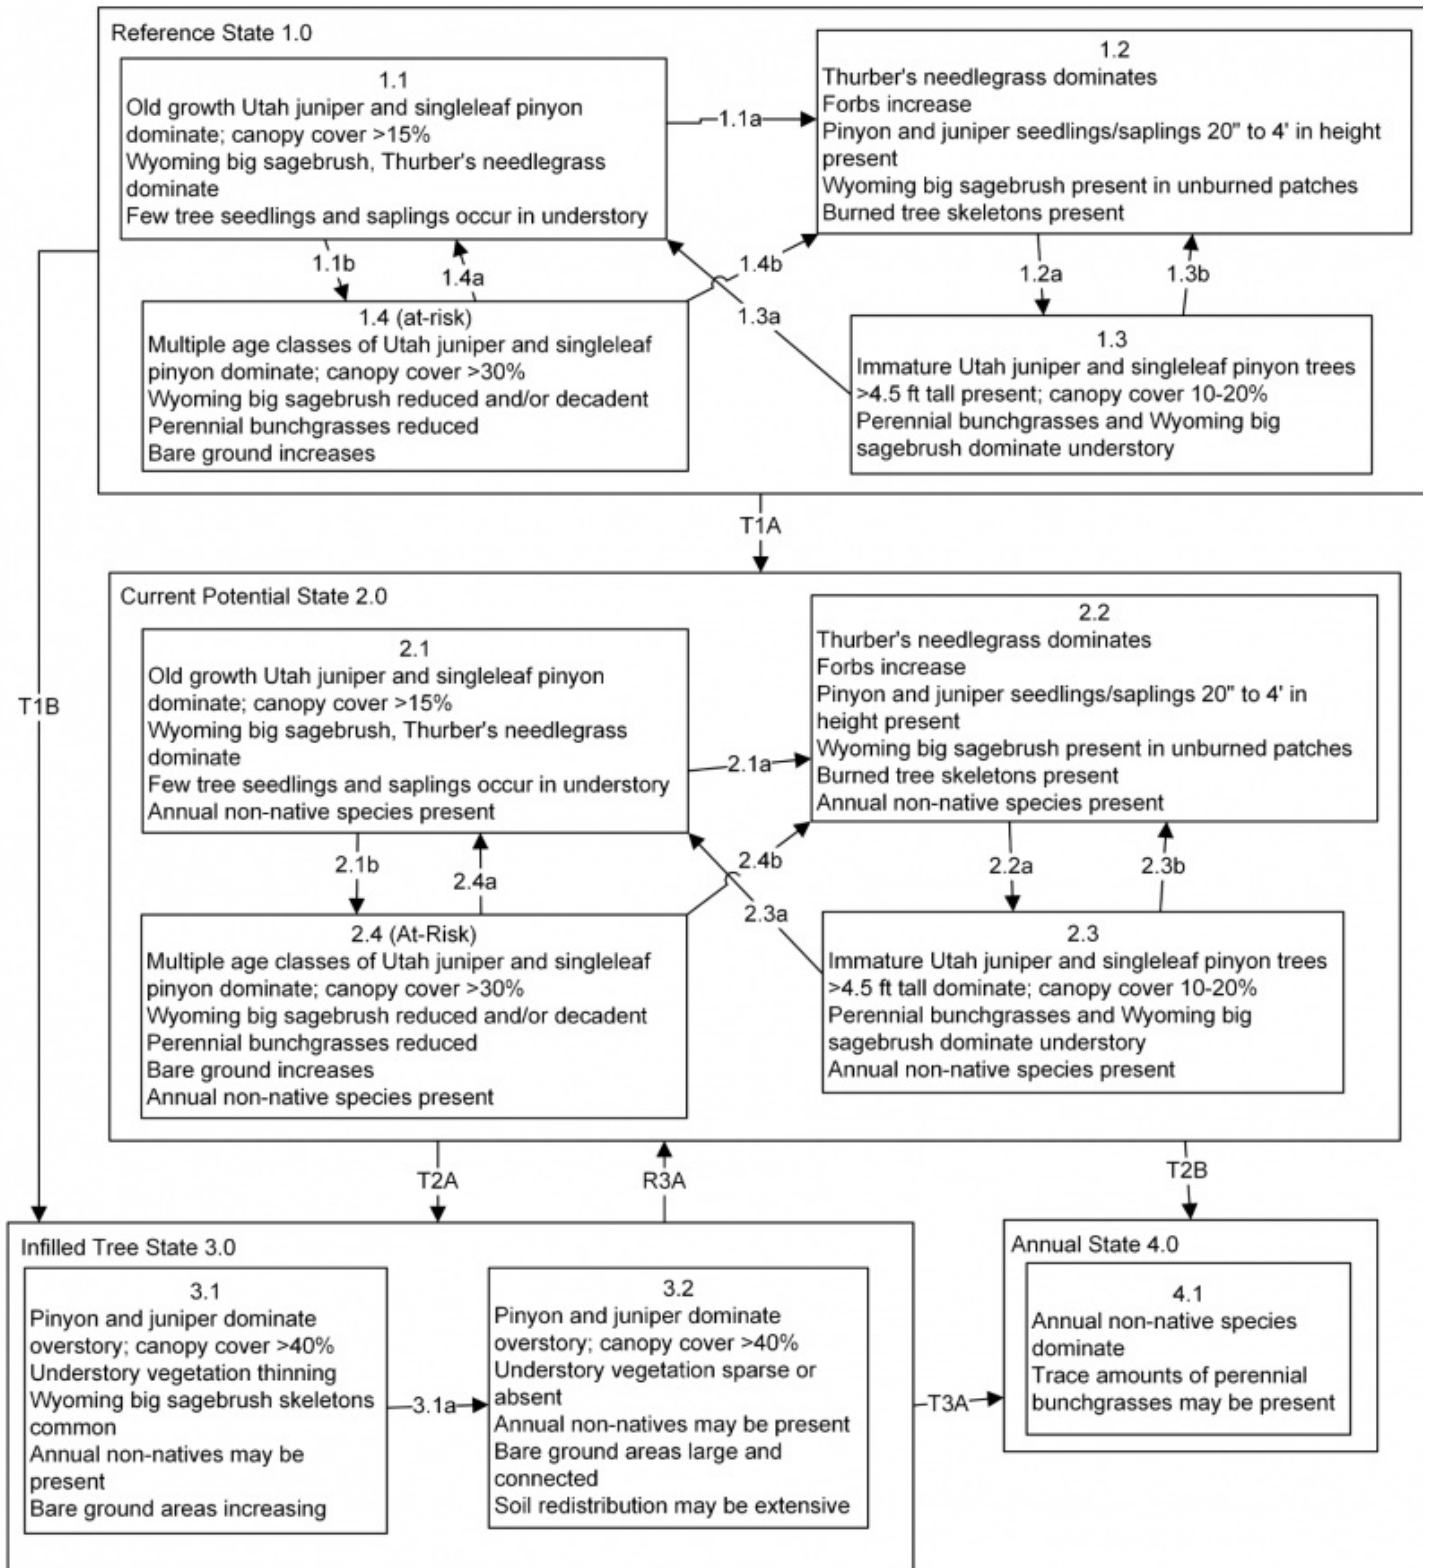 Reference State 1.0
1.1
Old growth Utah juniper and singleleaf pinyon
dominate; canopy cover >15%
Wyoming big sagebrush, Thurber's needlegrass
dominate
Few tree seedlings and saplings occur in understory
1.1a
1.2
Thurber's needlegrass dominates
Forbs increase
Pinyon and juniper seedlings/saplings 20" to 4' in height
present
Wyoming big sagebrush present in unburned patches
Burned tree skeletons present
1.1b
1.4a
1.4b
1.3a
1.2a
1.3b
1.4 (at-risk)
Multiple age classes of Utah juniper and singleleaf
pinyon dominate; canopy cover >30%
Wyoming big sagebrush reduced and/or decadent
Perennial bunchgrasses reduced
Bare ground increases
1.3
Immature Utah juniper and singleleaf pinyon trees
>4.5 ft tall present; canopy cover 10-20%
Perennial bunchgrasses and Wyoming big
sagebrush dominate understory
T1A
T1B
Current Potential State 2.0
2.1
Old growth Utah juniper and singleleaf pinyon
dominate; canopy cover >15%
Wyoming big sagebrush, Thurber's needlegrass
dominate
Few tree seedlings and saplings occur in understory
Annual non-native species present
2.1a
2.2
Thurber's needlegrass dominates
Forbs increase
Pinyon and juniper seedlings/saplings 20" to 4' in
height present
Wyoming big sagebrush present in unburned patches
Burned tree skeletons present
Annual non-native species present
2.1b
2.4a
2.4b
2.3a
2.2a
2.3b
2.4 (At-Risk)
Multiple age classes of Utah juniper and singleleaf
pinyon dominate; canopy cover >30%
Wyoming big sagebrush reduced and/or decadent
Perennial bunchgrasses reduced
Bare ground increases
Annual non-native species present
2.3
Immature Utah juniper and singleleaf pinyon trees
>4.5 ft tall dominate; canopy cover 10-20%
Perennial bunchgrasses and Wyoming big
sagebrush dominate understory
Annual non-native species present
T2A
R3A
T2B
Infilled Tree State 3.0
3.1
Pinyon and juniper dominate
overstory; canopy cover >40%
Understory vegetation thinning
Wyoming big sagebrush skeletons
common
Annual non-natives may be
present
Bare ground areas increasing
3.1a
3.2
Pinyon and juniper dominate
overstory; canopy cover >40%
Understory vegetation sparse or
absent
Annual non-natives may be present
Bare ground areas large and
connected
Soil redistribution may be extensive
T3A
Annual State 4.0
4.1
Annual non-native species
dominate
Trace amounts of perennial
bunchgrasses may be present